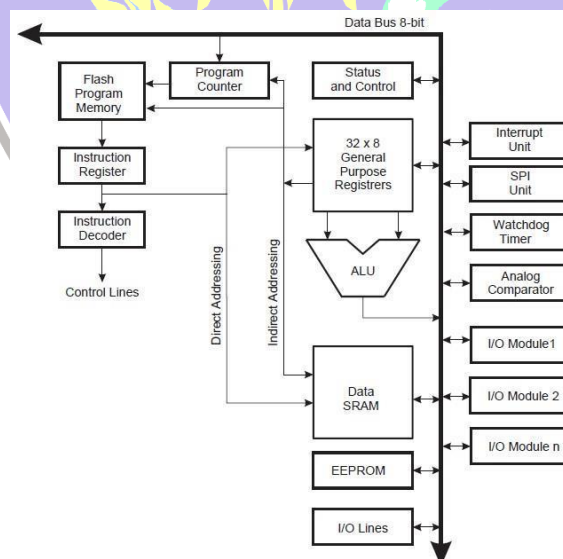 Data Bus 8-bit
Flash
Program
Memory
Program
Counter
Status
and Control
Instruction
Register
32 x 8
General
Purpose
Registrers
Interrupt
Unit
SPI
Unit
Instruction
Decoder
Watchdog
Timer
ALU
Analog
Comparator
Control Lines
Direct Addressing
Indirect Addressing
I/O Module1
Data
SRAM
I/O Module 2
I/O Module n
EEPROM
I/O Lines